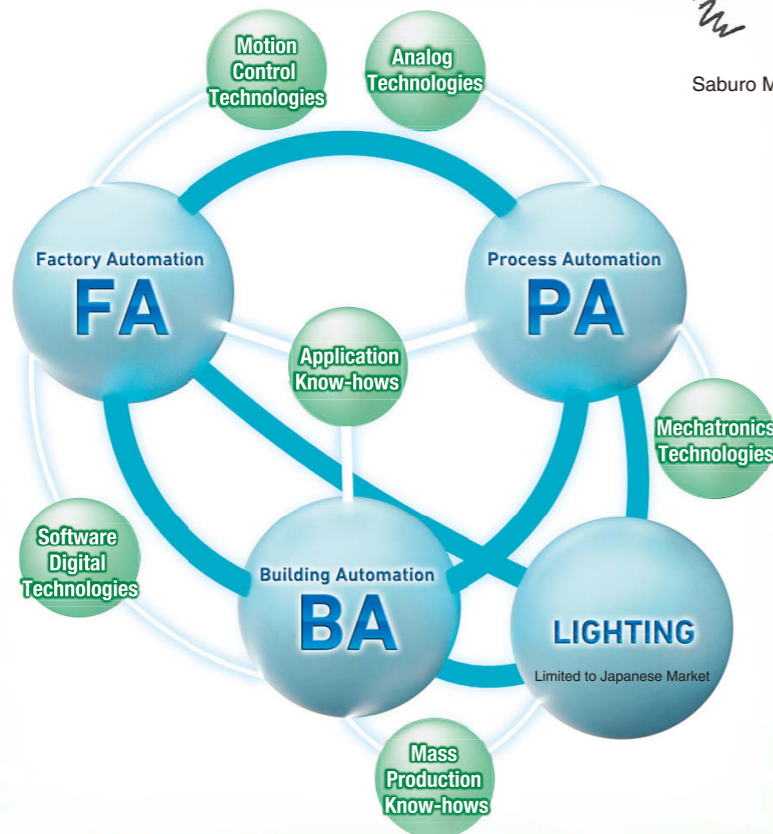 Motion
Control
Technologies
Analog
Technologies
Saburo M
Factory Automation
FA
Process Automation
PA
Application
Know-hows
Mechatronics
Technologies
Software
Digital
Technologies
Building Automation
BA
LIGHTING
Limited to Japanese Market
Mass
Production
Know-hows